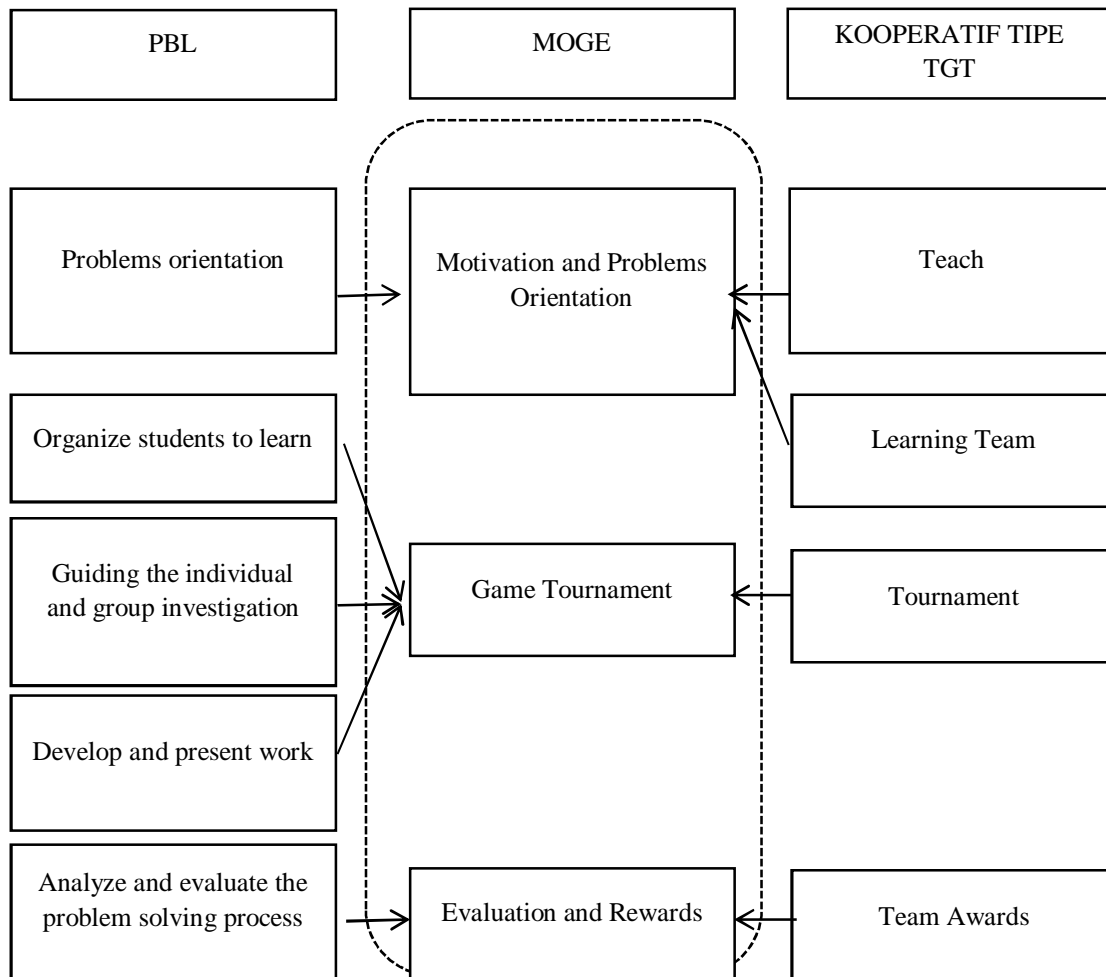 PBL
MOGE
KOOPERATIF TIPE
TGT
Problems orientation
Motivation and Problems
Orientation
Teach
Organize students to learn
Learning Team
Guiding the individual
and group investigation
Game Tournament
Tournament
Develop and present work
Analyze and evaluate the
problem solving process
Evaluation and Rewards
Team Awards